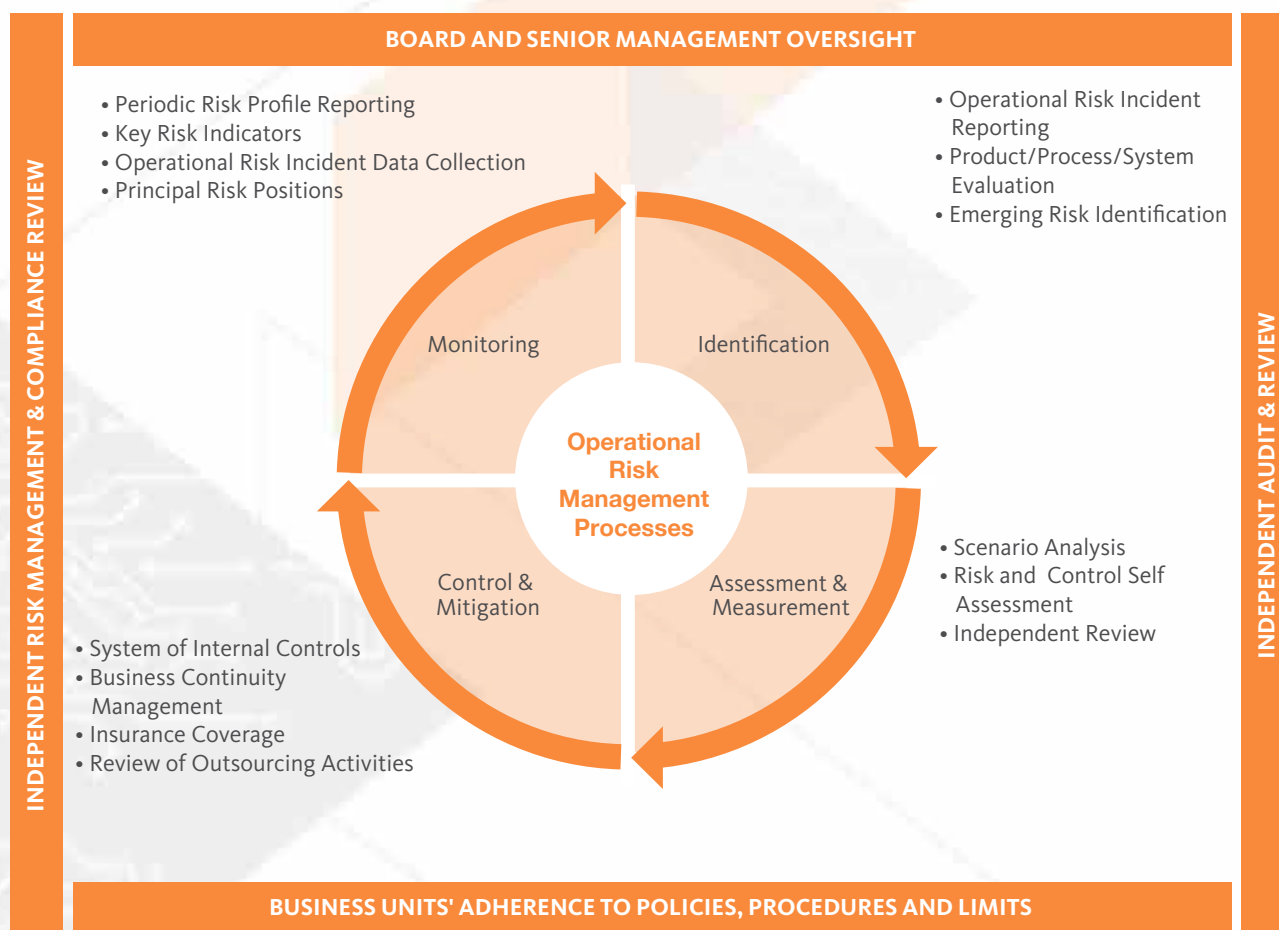 BOARD AND SENIOR MANAGEMENT OVERSIGHT
INDEPENDENT RISK MANAGEMENT & COMPLIANCE REVIEW
• Periodic Risk Profile Reporting
• Key Risk Indicators
• Operational Risk Incident Data Collection
• Principal Risk Positions
• Operational Risk Incident
Reporting
• Product/Process/System
Evaluation
• Emerging Risk Identification
Monitoring
Identification
Operational
Risk
Management
Processes
Control &
Mitigation
Assessment &
Measurement
• Scenario Analysis
• Risk and  Control Self
Assessment
• Independent Review
• System of Internal Controls
• Business Continuity
Management
• Insurance Coverage
• Review of Outsourcing Activities
INDEPENDENT AUDIT & REVIEW
BUSINESS UNITS' ADHERENCE TO POLICIES, PROCEDURES AND LIMITS